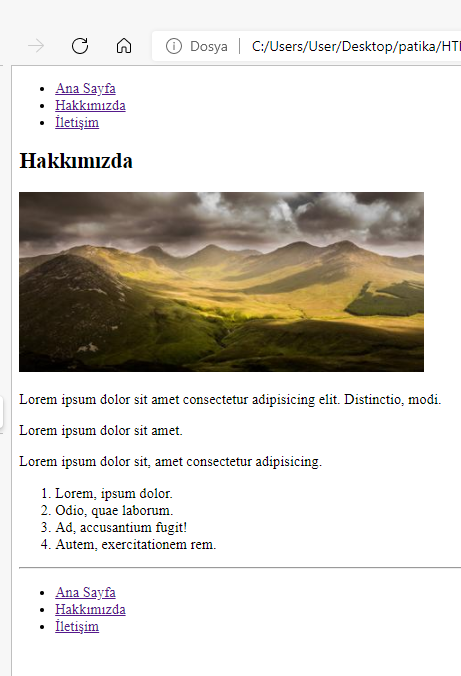 Dosya C:/Users/User/Desktop/patika/HTI
Ana Sayfa
Hakkımızda
İletişim
Hakkımızda
Lorem ipsum dolor sit amet consectetur adipisicing elit. Distinctio, modi.
Lorem ipsum dolor sit amet.
Lorem ipsum dolor sit, amet consectetur adipisicing.
1. Lorem, ipsum dolor.
2. Odio, quae laborum.
3. Ad, accusantium fugit!
4. Autem, exercitationem rem.
Ana Sayfa
Hakkımızda
İletişim